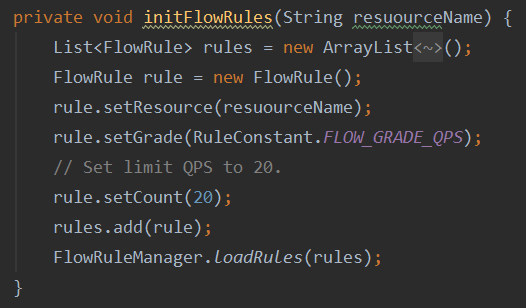 private void initFlowRules(String resuourceName) {
List<FlowRule> rules = new ArrayList<~>();
FlowRule rule = new FlowRule();
rule.setResource(resuourceName);
rule.setGrade(RuleConstant.FLOW_GRADE_QPS);
// Set limit QPS to 20.
rule.setCount(20);
rules.add(rule);
FlowRuleManager.loadRules(rules);
}